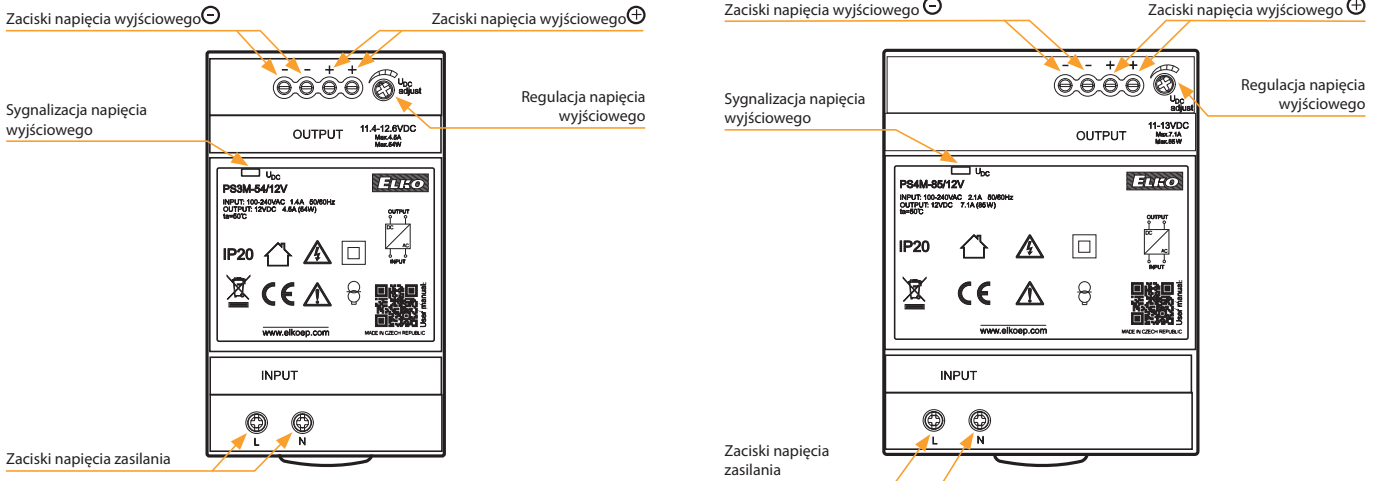 Zaciski napięcia wyjściowego ⊖
Zaciski napięcia wyjściowego ⊕
− − + +
UDC
adjust
Sygnalizacja napięcia
wyjściowego
Regulacja napięcia
wyjściowego
OUTPUT
11.4-12.6VDC
Max.4.5A
Max.54W
UDC
PS3M-54/12V
ELKO
INPUT: 100-240VAC 1.4A 50/60Hz
OUTPUT: 12VDC 4.5A (54W)
ta=50°C
OUTPUT
DC
AC
INPUT
IP20
CE
User manual:
www.elkoep.com
MADE IN CZECH REPUBLIC
INPUT
L
N
Zaciski napięcia zasilania
Zaciski napięcia wyjściowego ⊖
Zaciski napięcia wyjściowego ⊕
− − + +
UDC
adjust
Sygnalizacja napięcia
wyjściowego
Regulacja napięcia
wyjściowego
OUTPUT
11-13VDC
Max.7.1A
Max.85W
UDC
PS4M-85/12V
ELKO
INPUT: 100-240VAC 2.1A 50/60Hz
OUTPUT: 12VDC 7.1A (85W)
ta=50°C
OUTPUT
DC
AC
INPUT
IP20
CE
User manual:
www.elkoep.com
MADE IN CZECH REPUBLIC
INPUT
L
N
Zaciski napięcia
zasilania